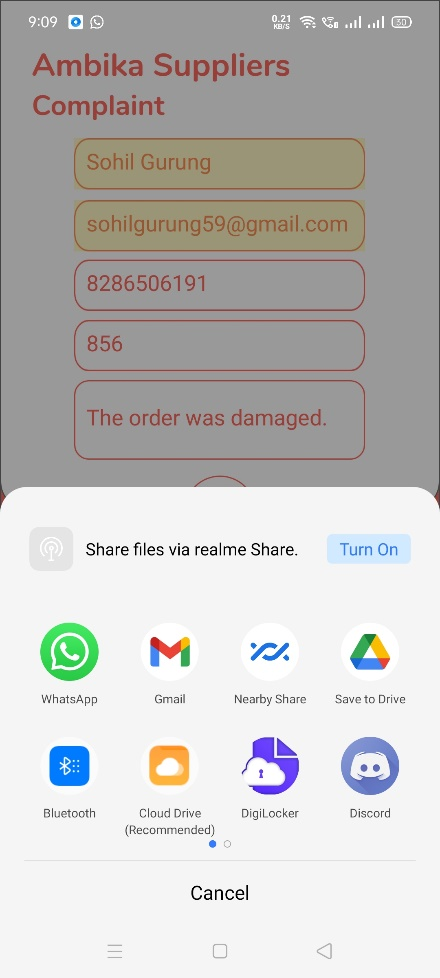 9:09
0.21
KB/S
30
Ambika Suppliers
Complaint
Sohil Gurung
sohilgurung59@gmail.com
8286506191
856
The order was damaged.
Share files via realme Share.
Turn On
WhatsApp
Gmail
Nearby Share
Save to Drive
Bluetooth
Cloud Drive
(Recommended)
DigiLocker
Discord
Cancel